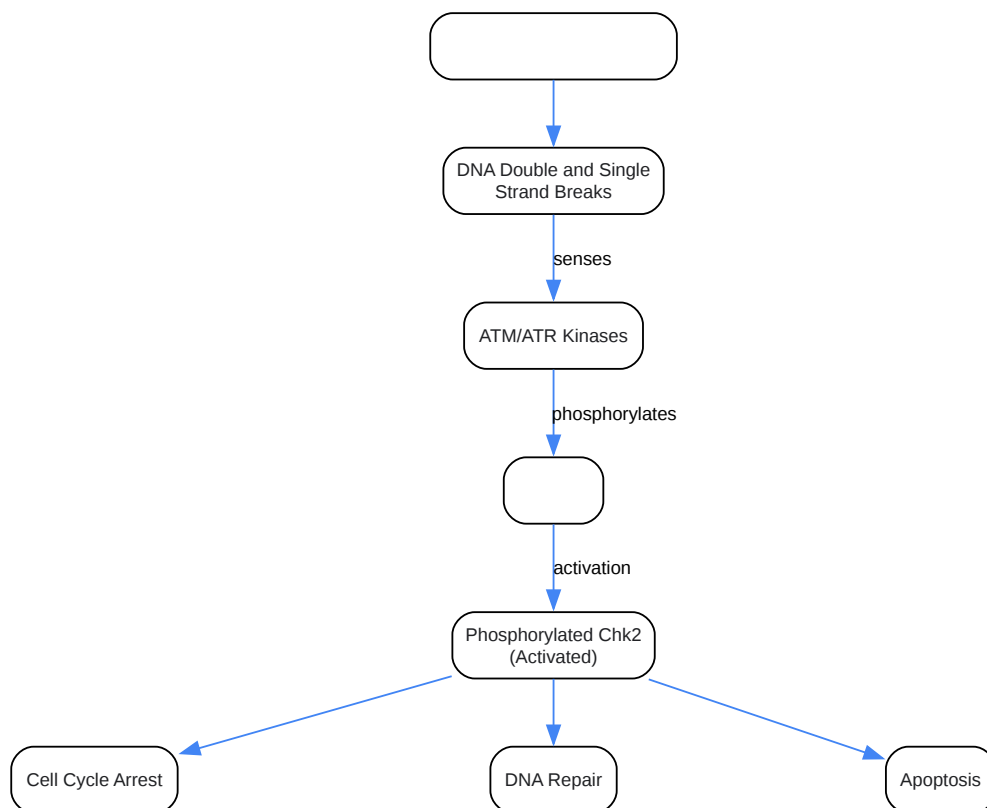 DNA Double and Single
Strand Breaks
senses
ATM/ATR Kinases
phosphorylates
activation
Phosphorylated Chk2
(Activated)
Cell Cycle Arrest
DNA Repair
Apoptosis